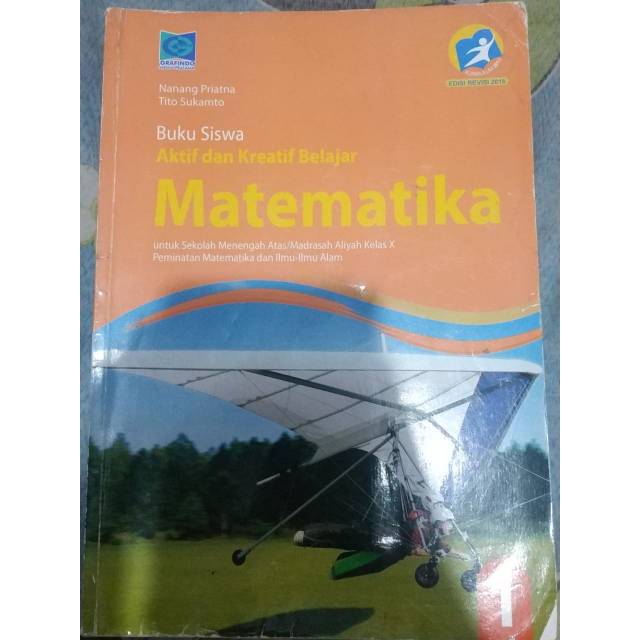 GRAFINDO
EDISI REVISI 2016
Nanang Priatna
Tito Sukamto
Buku Siswa
Aktif dan Kreatif Belajar
Matematika
untuk Sekolah Menengah Atas/Madrasah Aliyah Kelas X
Peminatan Matematika dan Ilmu-Ilmu Alam
1